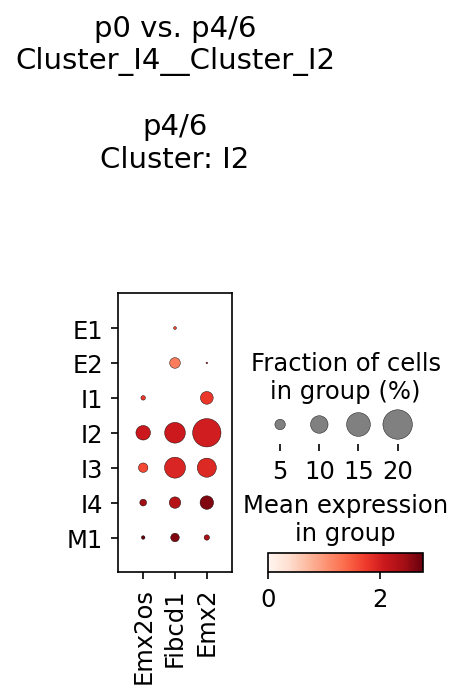 p0 vs. p4/6
Cluster_I4__Cluster_I2
p4/6
Cluster: I2
E1
E2
I1
I2
I3
I4
M1
Emx2os
Fibcd1
Emx2
Fraction of cells
in group (%)
5 10 15 20
Mean expression
in group
0 2